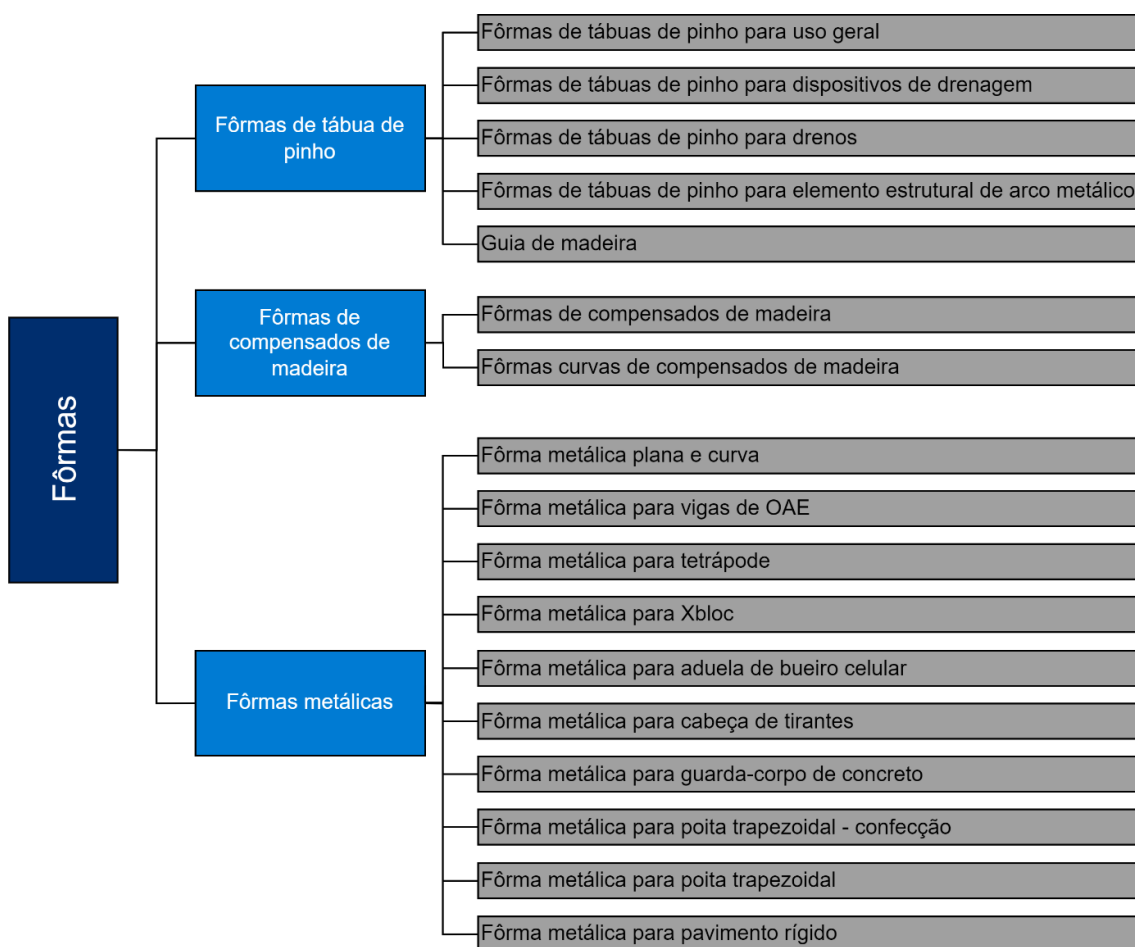 Fôrmas
Fôrmas de tábua de
pinho
Fôrmas de tábuas de pinho para uso geral
Fôrmas de tábuas de pinho para dispositivos de drenagem
Fôrmas de tábuas de pinho para drenos
Fôrmas de tábuas de pinho para elemento estrutural de arco metálico
Guia de madeira
Fôrmas de
compensados de
madeira
Fôrmas de compensados de madeira
Fôrmas curvas de compensados de madeira
Fôrmas metálicas
Fôrma metálica plana e curva
Fôrma metálica para vigas de OAE
Fôrma metálica para tetrápode
Fôrma metálica para Xbloc
Fôrma metálica para aduela de bueiro celular
Fôrma metálica para cabeça de tirantes
Fôrma metálica para guarda-corpo de concreto
Fôrma metálica para poita trapezoidal - confecção
Fôrma metálica para poita trapezoidal
Fôrma metálica para pavimento rígido